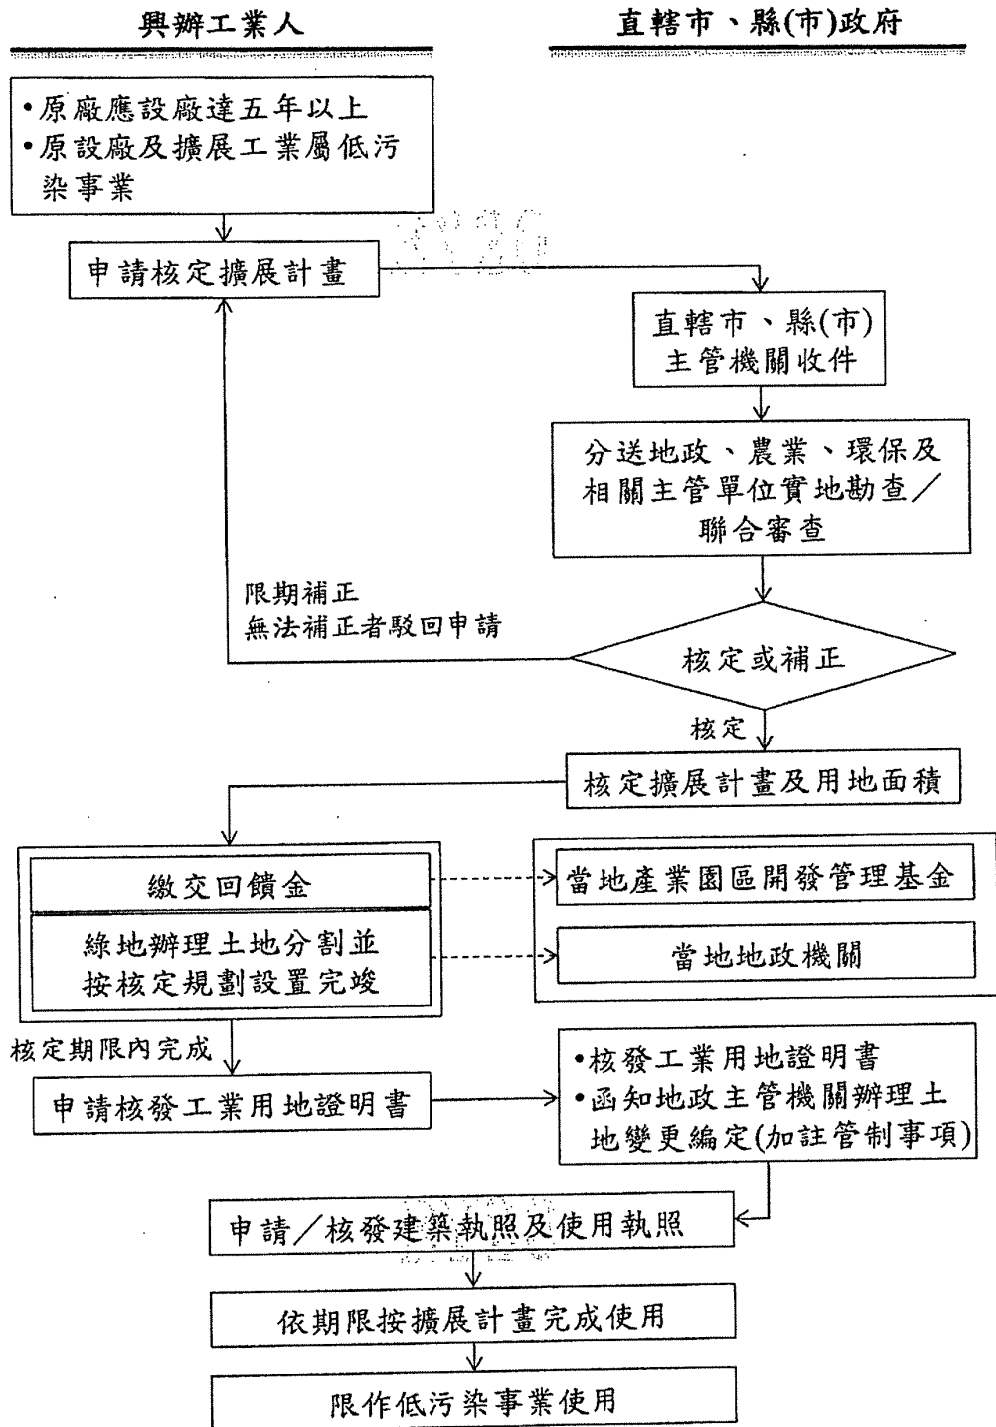 興辦工業人
直轄市、縣(市)政府
•原廠應設廠達五年以上
•原設廠及擴展工業屬低污
染事業
申請核定擴展計畫
直轄市、縣(市)
主管機關收件
分送地政、農業、環保及
相關主管單位實地勘查／
聯合審查
限期補正
無法補正者駁回申請
核定或補正
核定
核定擴展計畫及用地面積
繳交回饋金
當地產業園區開發管理基金
綠地辦理土地分割並
按核定規劃設置完竣
當地地政機關
核定期限內完成
申請核發工業用地證明書
•核發工業用地證明書
•函知地政主管機關辦理土
地變更編定(加註管制事項)
申請／核發建築執照及使用執照
依期限按擴展計畫完成使用
限作低污染事業使用